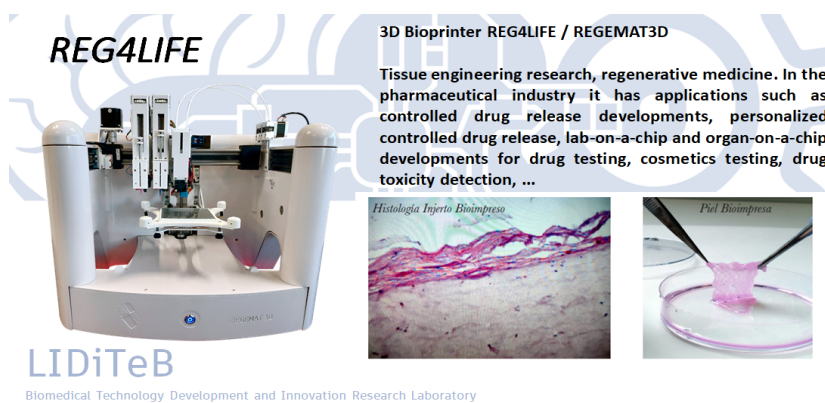 REG4LIFE
3D Bioprinter REG4LIFE / REGEMAT3D
Tissue engineering research, regenerative medicine. In the
pharmaceutical industry it has applications such as
controlled drug release developments, personalized
controlled drug release, lab-on-a-chip and organ-on-a-chip
developments for drug testing, cosmetics testing, drug
toxicity detection, ...
Histología Injerto Bioimpreso
Piel Bioimpresa
REGEMAT3D
LIDiTeB
Biomedical Technology Development and Innovation Research Laboratory